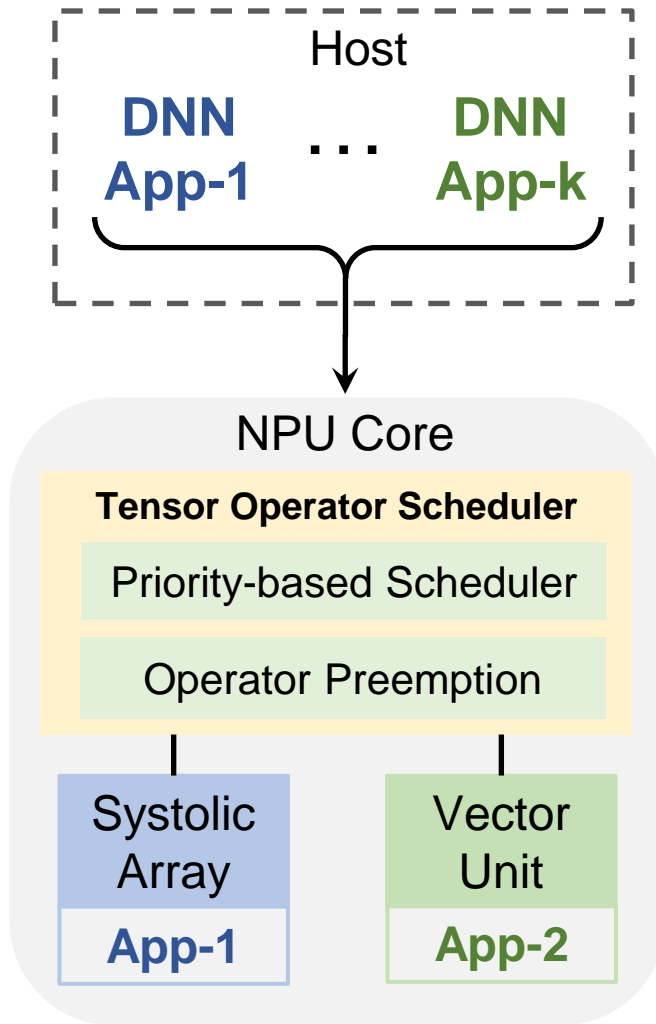 Host
DNN
App-1
...
DNN
App-k
NPU Core
Tensor Operator Scheduler
Priority-based Scheduler
Operator Preemption
Systolic
Array
App-1
Vector
Unit
App-2